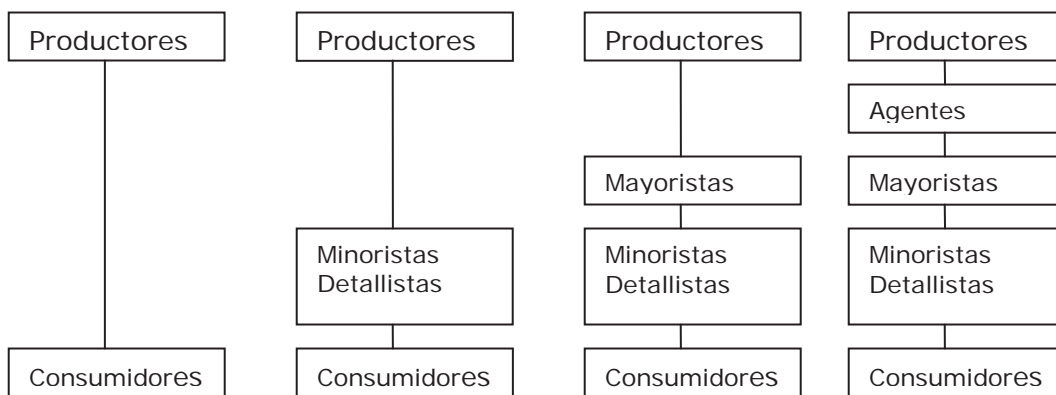 Productores
Productores
Productores
Productores
Agentes
Mayoristas
Mayoristas
Minoristas
Detallistas
Minoristas
Detallistas
Minoristas
Detallistas
Consumidores
Consumidores
Consumidores
Consumidores